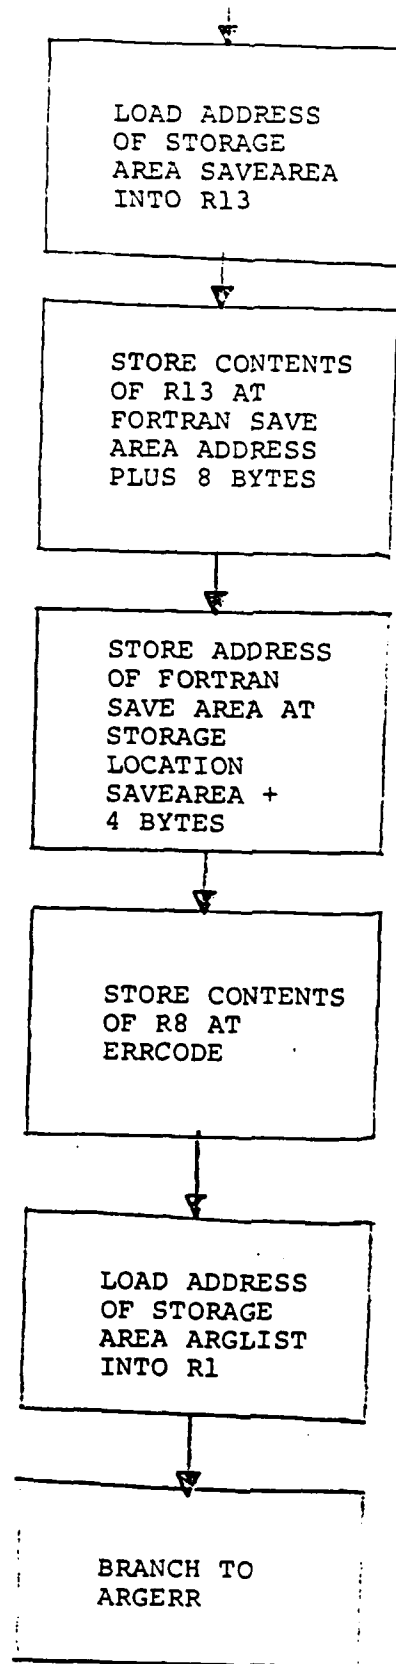 LOAD ADDRESS
OF STORAGE
AREA SAVEAREA
INTO R13
STORE CONTENTS
OF R13 AT
FORTRAN SAVE
AREA ADDRESS
PLUS 8 BYTES
STORE ADDRESS
OF FORTRAN
SAVE AREA AT
STORAGE
LOCATION
SAVEAREA +
4 BYTES
STORE CONTENTS
OF R8 AT
ERRCODE
LOAD ADDRESS
OF STORAGE
AREA ARGLIST
INTO R1
BRANCH TO
ARGERR